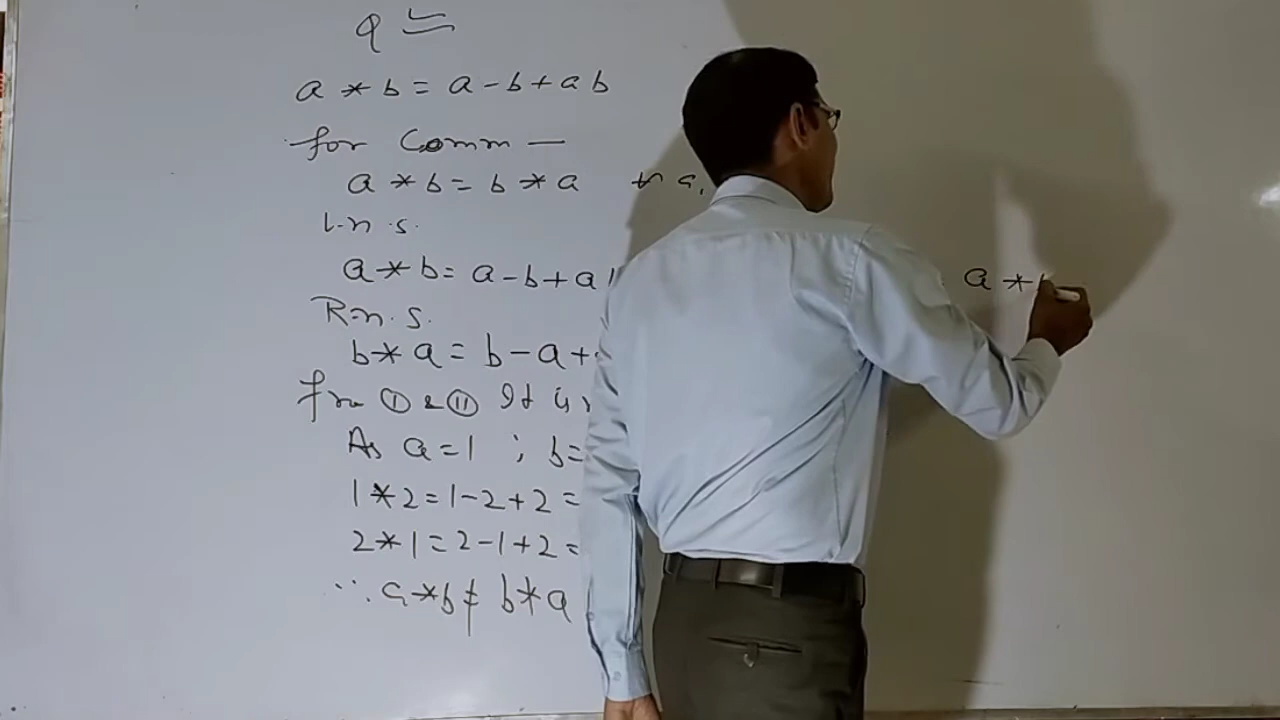 Q
a * b = a - b + a b
for Comm —
a * b = b * a ∀ a,
L.H.S.
a * b = a - b + a
R.H.S.
b * a = b - a +
from ① & ② It is
As a = 1 ; b =
1 * 2 = 1 - 2 + 2 =
2 * 1 = 2 - 1 + 2 =
∴ a * b ≠ b * a
a *